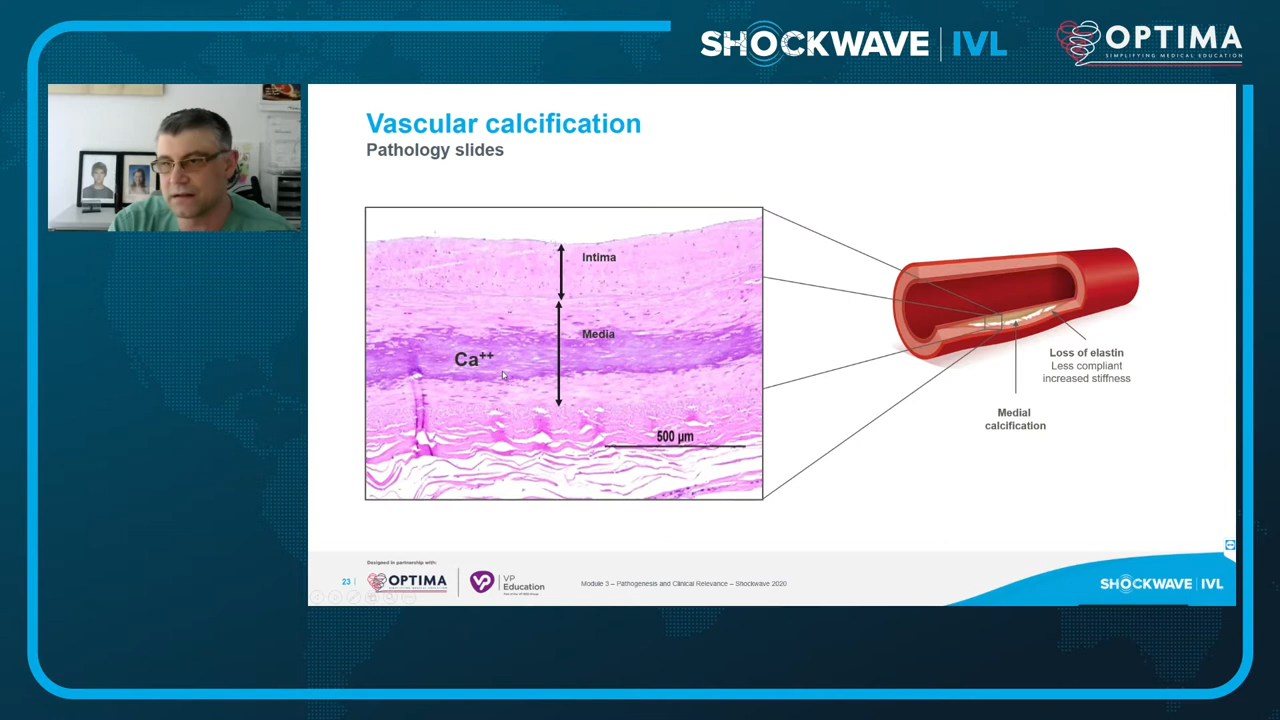 SHOCKWAVE | IVL
OPTIMA
SIMPLIFYING MEDICAL EDUCATION
Vascular calcification
Pathology slides
Intima
Media
Ca++
500 µm
Loss of elastin
Less compliant
increased stiffness
Medial
calcification
Designed in partnership with:
23 |
OPTIMA
VP
Education
Module 3 – Pathogenesis and Clinical Relevance – Shockwave 2020
SHOCKWAVE | IVL